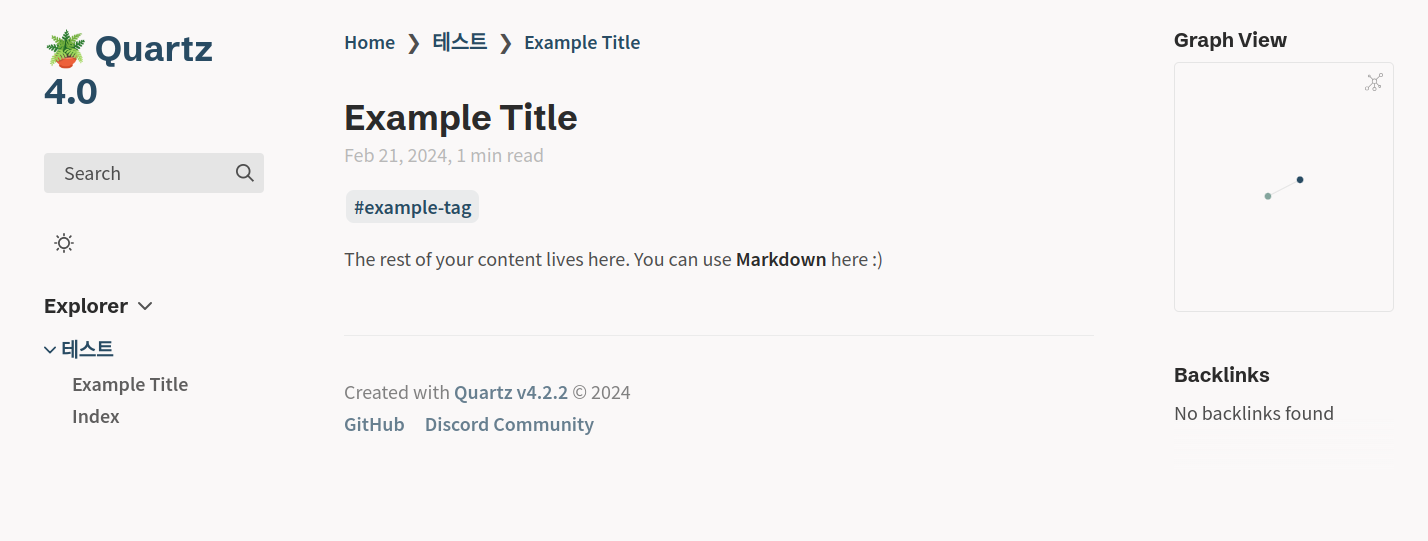 🪴 Quartz
4.0
Search
Explorer
테스트
Example Title
Index
Home ❯ 테스트 ❯ Example Title
Example Title
Feb 21, 2024, 1 min read
#example-tag
The rest of your content lives here. You can use Markdown here :)
Created with Quartz v4.2.2 © 2024
GitHub Discord Community
Graph View
Backlinks
No backlinks found